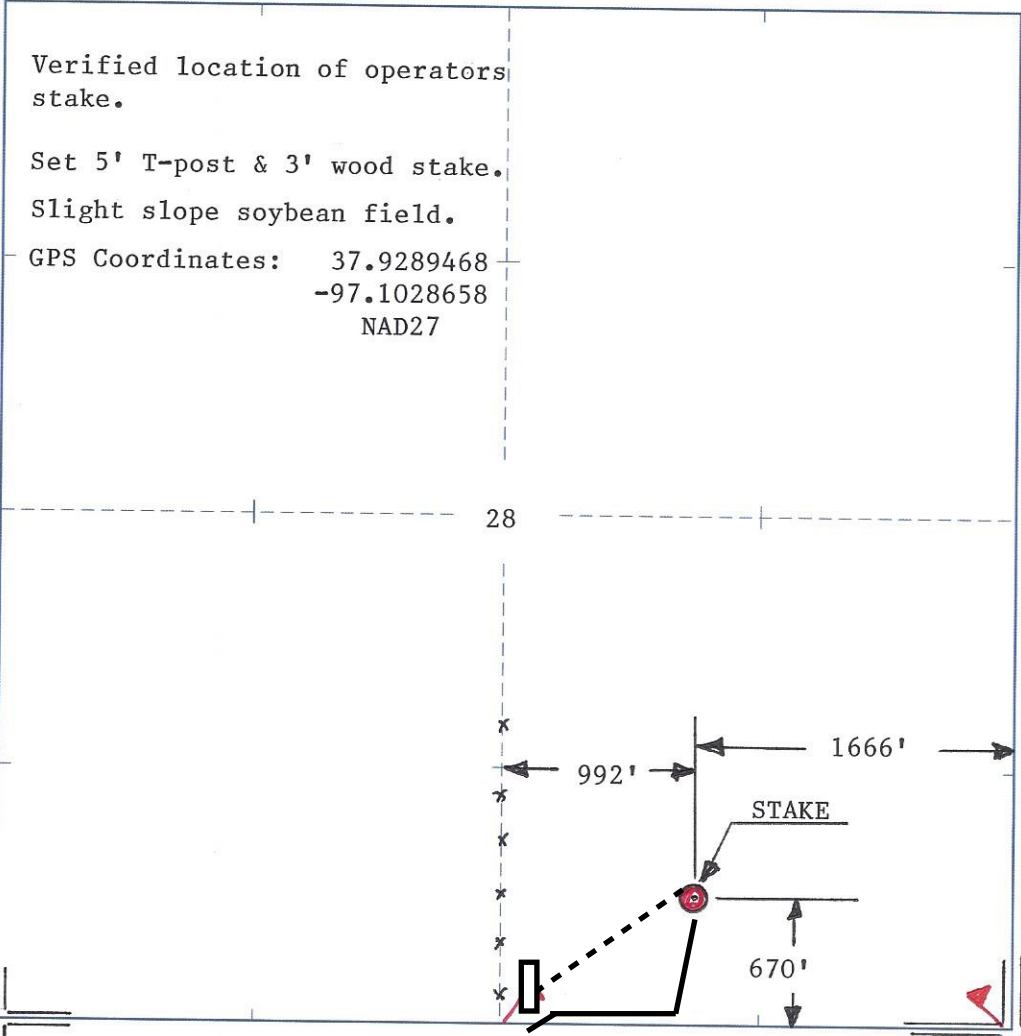 Verified location of operators
stake.
Set 5' T-post & 3' wood stake.
Slight slope soybean field.
GPS Coordinates: 37.9289468
-97.1028658
NAD27
28
1666'
992'
STAKE
670'